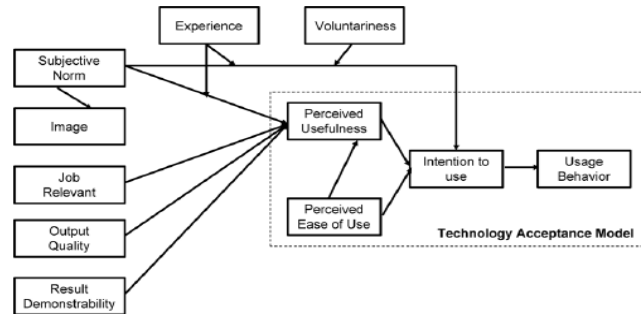 Experience
Voluntariness
Subjective
Norm
Image
Job
Relevant
Output
Quality
Result
Demonstrability
Perceived
Usefulness
Perceived
Ease of Use
Intention to
use
Usage
Behavior
Technology Acceptance Model